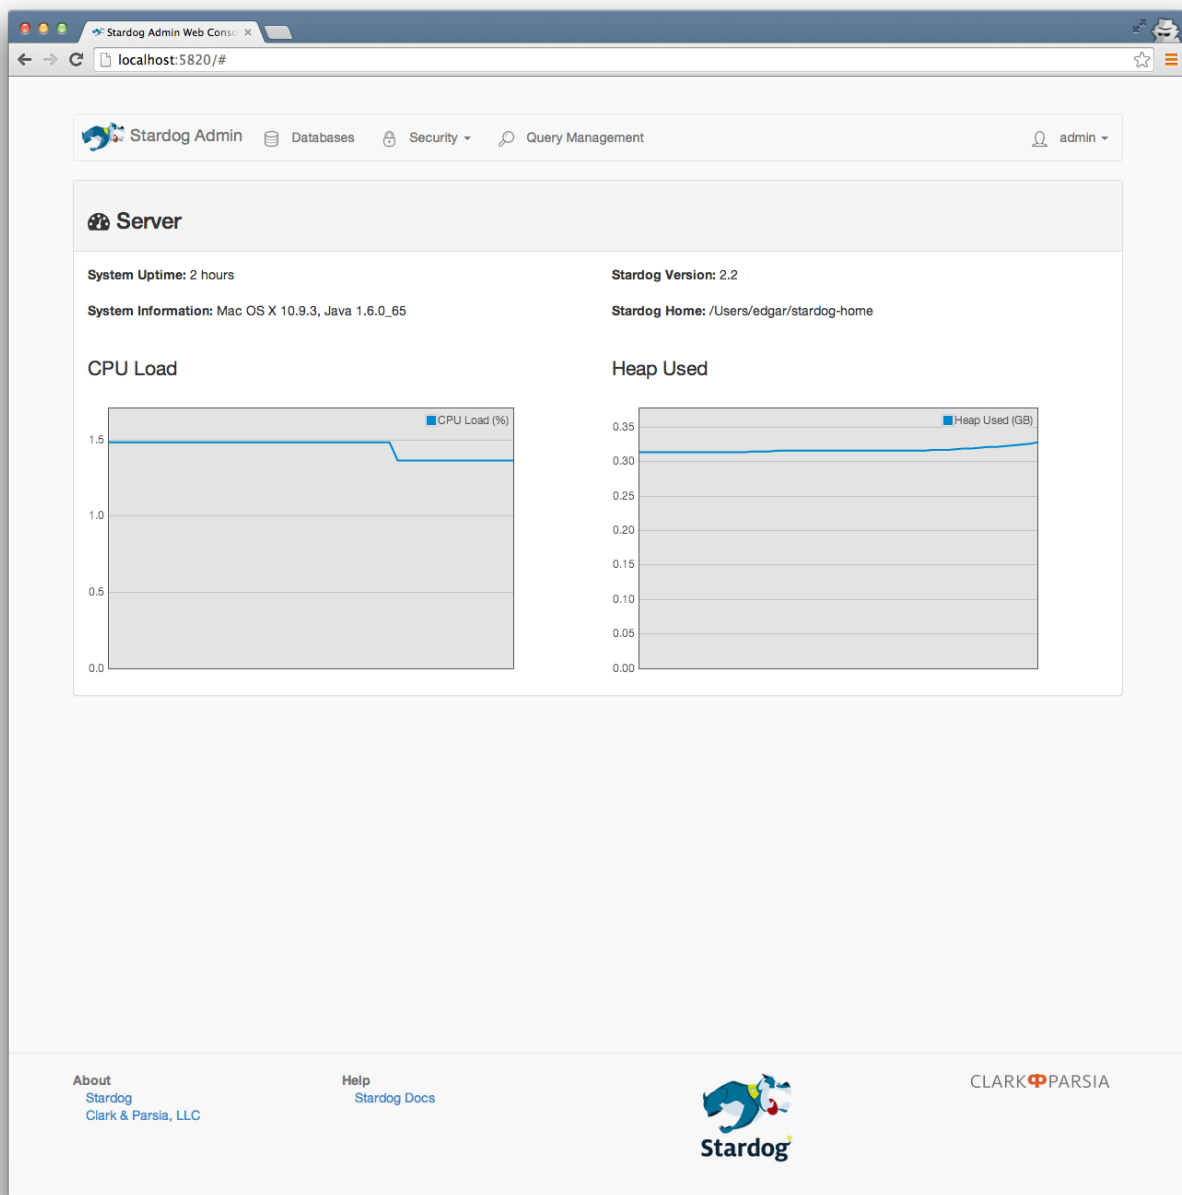 Stardog Admin Web Conso
localhost:5820/#
Stardog Admin Databases Security Query Management admin
Server
System Uptime: 2 hours
Stardog Version: 2.2
System Information: Mac OS X 10.9.3, Java 1.6.0_65
Stardog Home: /Users/edgar/stardog-home
CPU Load
Heap Used
CPU Load (%)
1.5
1.0
0.5
0.0
Heap Used (GB)
0.35
0.30
0.25
0.20
0.15
0.10
0.05
0.00
About
Stardog
Clark & Parsia, LLC
Help
Stardog Docs
Stardog
CLARK PARSIA